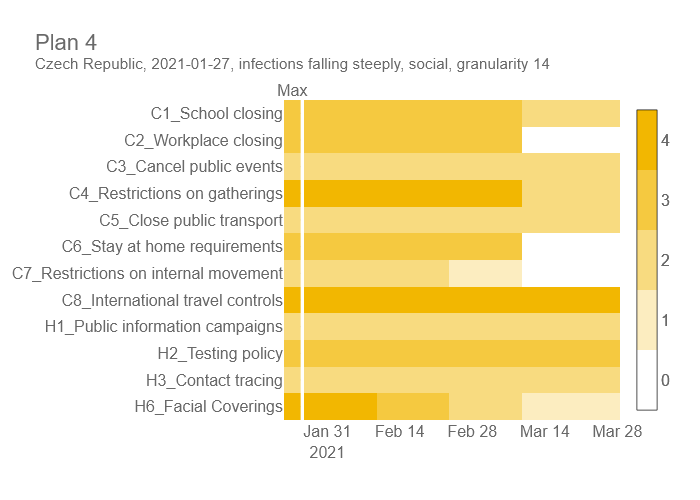 Plan 4
Czech Republic, 2021-01-27, infections falling steeply, social, granularity 14
Max
C1_School closing
C2_Workplace closing
C3_Cancel public events
C4_Restrictions on gatherings
C5_Close public transport
C6_Stay at home requirements
C7_Restrictions on internal movement
C8_International travel controls
H1_Public information campaigns
H2_Testing policy
H3_Contact tracing
H6_Facial Coverings
Jan 31 Feb 14 Feb 28 Mar 14 Mar 28
2021
4
3
2
1
0